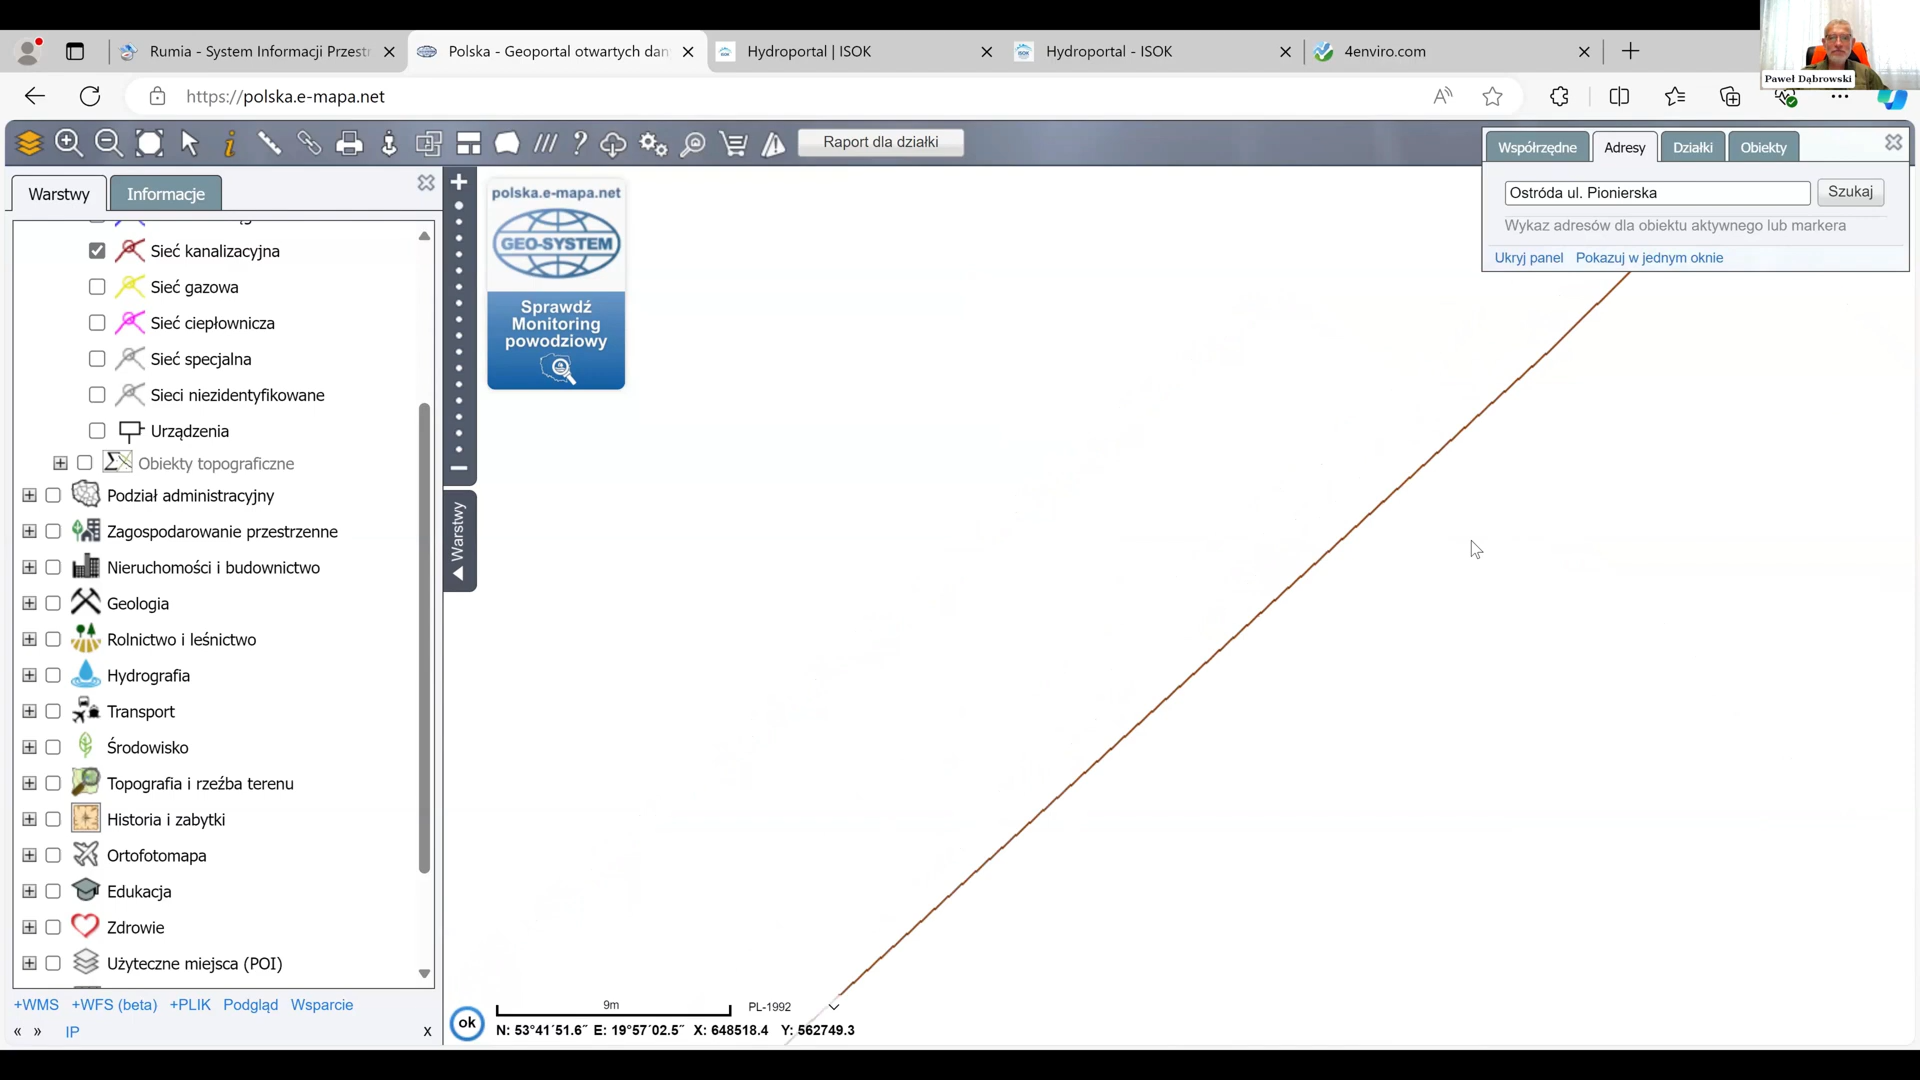 Rumia - System Informacji Przestr
Polska - Geoportal otwartych dan
Hydroportal | ISOK
Hydroportal - ISOK
4enviro.com
Paweł Dąbrowski
https://polska.e-mapa.net
Raport dla działki
Współrzędne
Adresy
Działki
Obiekty
Ostróda ul. Pionierska
Szukaj
Wykaz adresów dla obiektu aktywnego lub markera
Ukryj panel Pokazuj w jednym oknie
Warstwy
Informacje
Sieć kanalizacyjna
Sieć gazowa
Sieć ciepłownicza
Sieć specjalna
Sieci niezidentyfikowane
Urządzenia
Obiekty topograficzne
Podział administracyjny
Zagospodarowanie przestrzenne
Nieruchomości i budownictwo
Geologia
Rolnictwo i leśnictwo
Hydrografia
Transport
Środowisko
Topografia i rzeźba terenu
Historia i zabytki
Ortofotomapa
Edukacja
Zdrowie
Użyteczne miejsca (POI)
+WMS +WFS (beta) +PLIK Podgląd Wsparcie
« » IP x
Warstwy
polska.e-mapa.net
GEO-SYSTEM
Sprawdź
Monitoring
powodziowy
ok
9m
PL-1992
N: 53°41´51.6˝ E: 19°57´02.5˝ X: 648518.4 Y: 562749.3